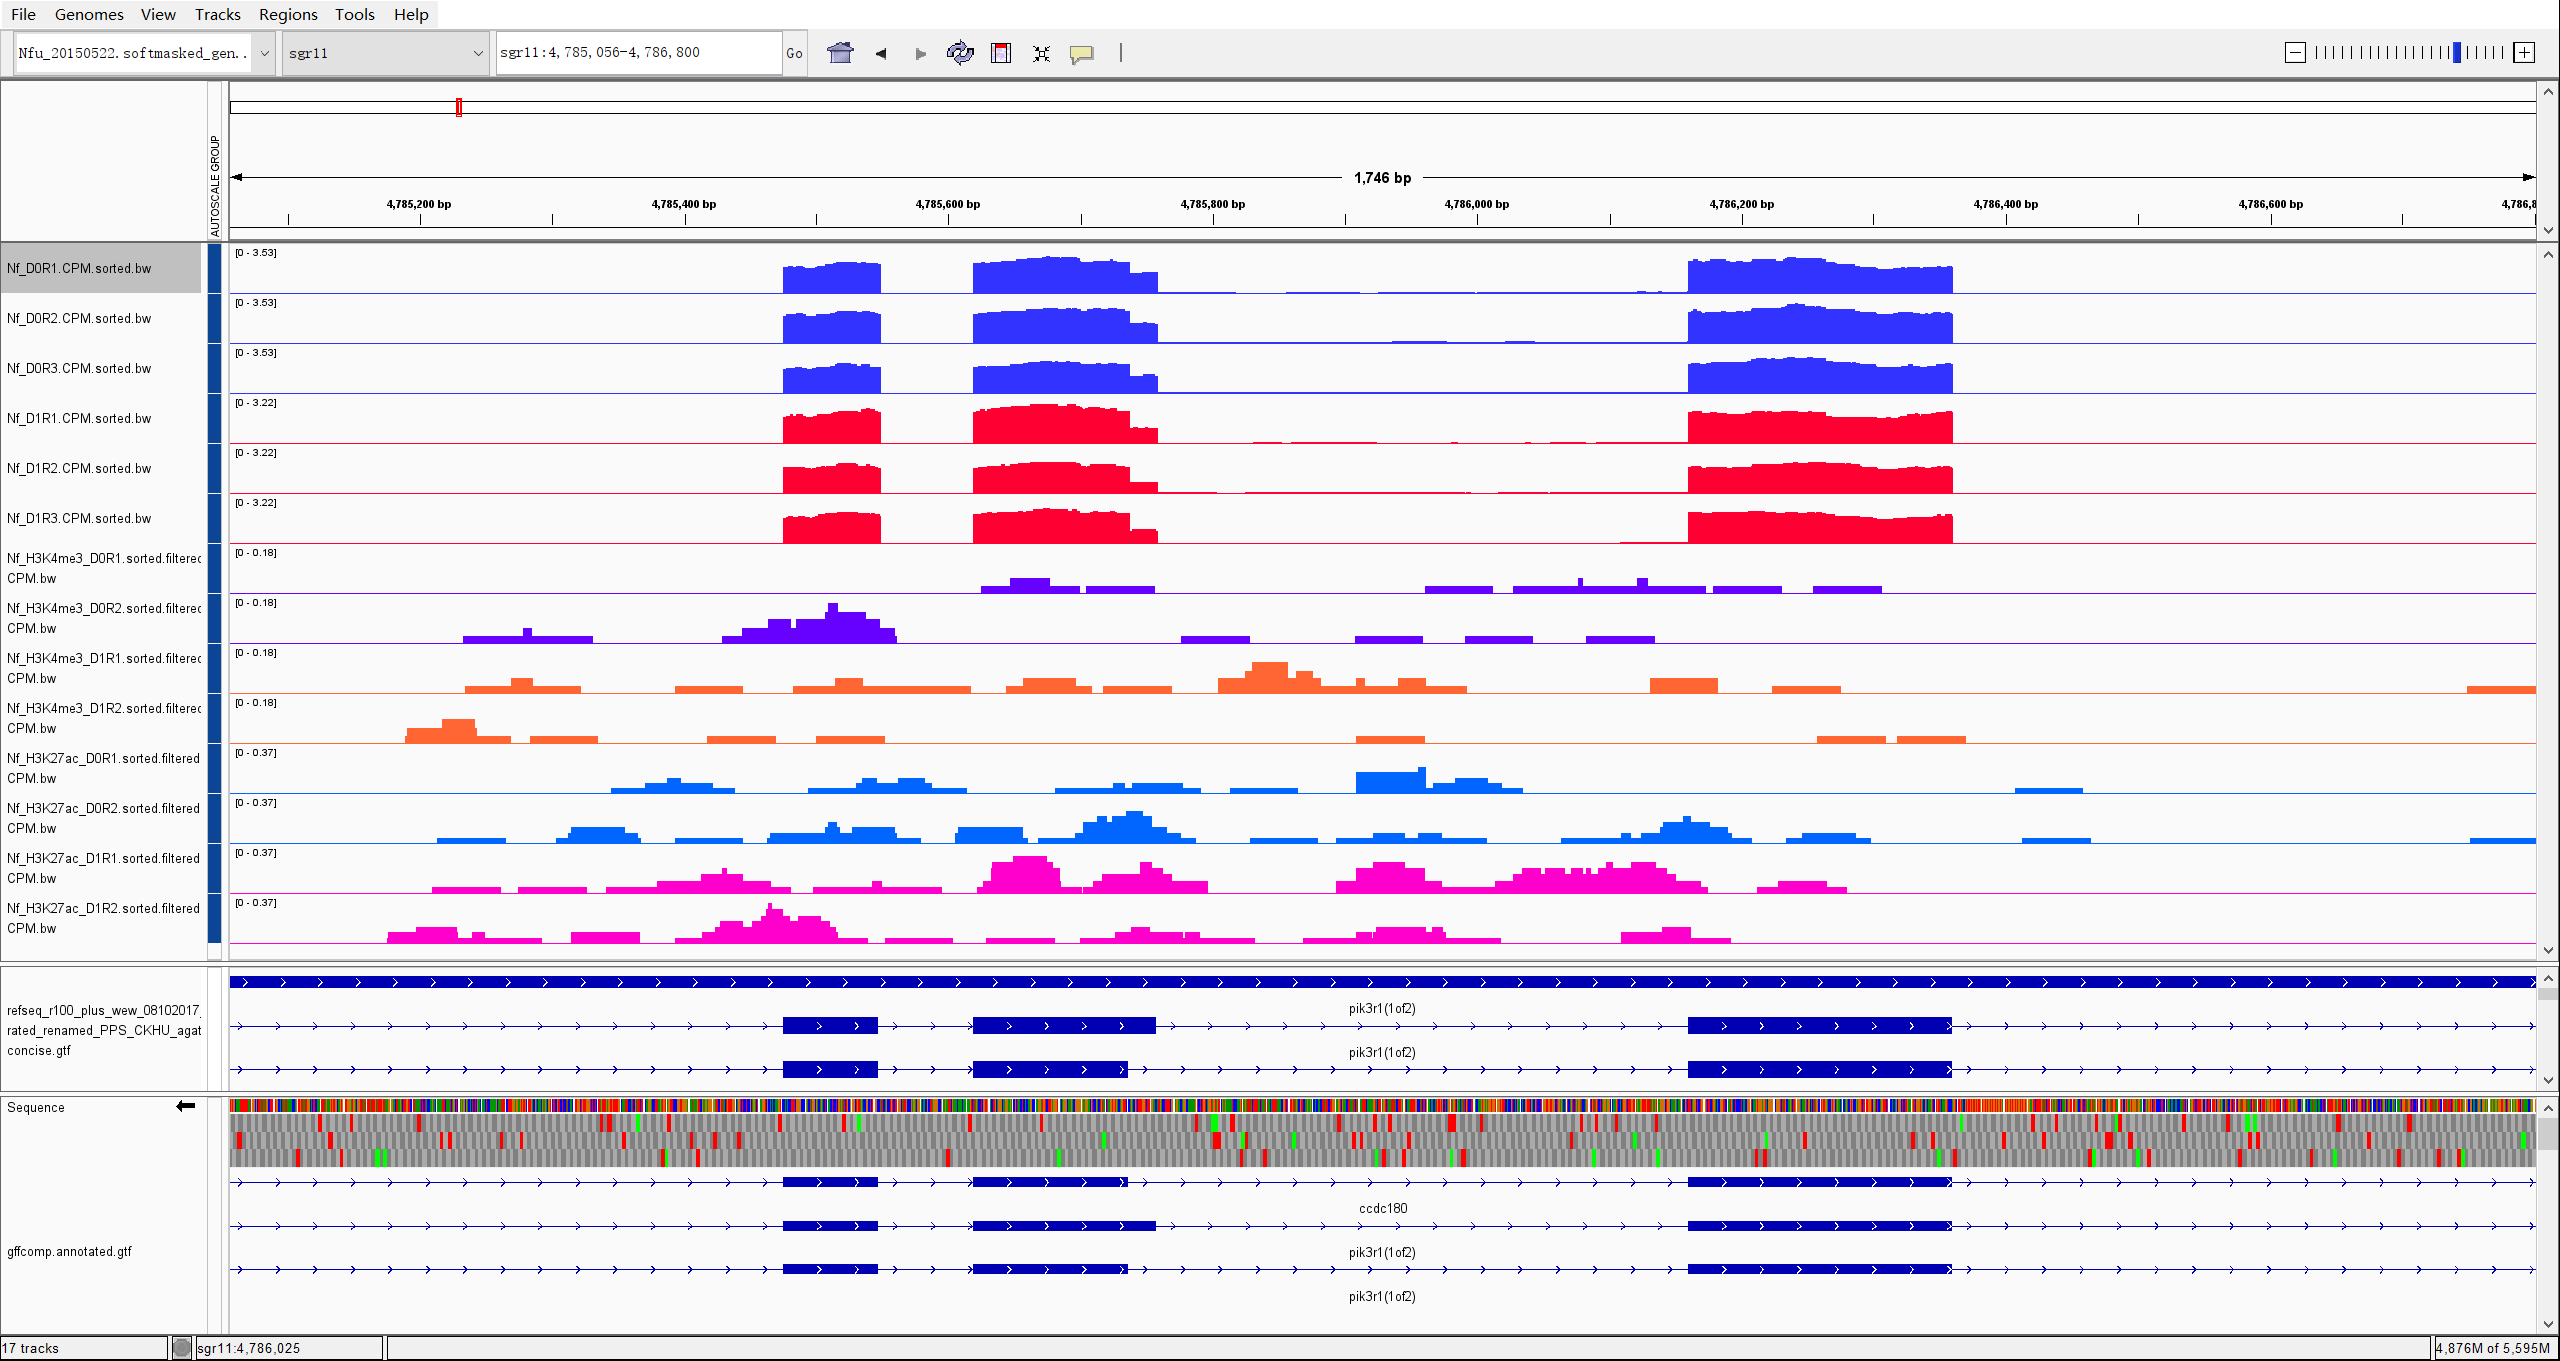 File Genomes View Tracks Regions Tools Help
Nfu_20150522.softmasked_gen.. sgr11 sgr11:4,785,056-4,786,800 Go
AUTOSCALE GROUP
1,746 bp
4,785,200 bp 4,785,400 bp 4,785,600 bp 4,785,800 bp 4,786,000 bp 4,786,200 bp 4,786,400 bp 4,786,600 bp 4,786,8
Nf_D0R1.CPM.sorted.bw [0 - 3.53]
Nf_D0R2.CPM.sorted.bw [0 - 3.53]
Nf_D0R3.CPM.sorted.bw [0 - 3.53]
Nf_D1R1.CPM.sorted.bw [0 - 3.22]
Nf_D1R2.CPM.sorted.bw [0 - 3.22]
Nf_D1R3.CPM.sorted.bw [0 - 3.22]
Nf_H3K4me3_D0R1.sorted.filtered [0 - 0.18]
CPM.bw
Nf_H3K4me3_D0R2.sorted.filtered [0 - 0.18]
CPM.bw
Nf_H3K4me3_D1R1.sorted.filtered [0 - 0.18]
CPM.bw
Nf_H3K4me3_D1R2.sorted.filtered [0 - 0.18]
CPM.bw
Nf_H3K27ac_D0R1.sorted.filtered [0 - 0.37]
CPM.bw
Nf_H3K27ac_D0R2.sorted.filtered [0 - 0.37]
CPM.bw
Nf_H3K27ac_D1R1.sorted.filtered [0 - 0.37]
CPM.bw
Nf_H3K27ac_D1R2.sorted.filtered [0 - 0.37]
CPM.bw
refseq_r100_plus_wew_08102017_
rated_renamed_PPS_CKHU_agat
concise.gtf
pik3r1(1of2)
pik3r1(1of2)
Sequence
ccdc180
gffcomp.annotated.gtf
pik3r1(1of2)
pik3r1(1of2)
17 tracks sgr11:4,786,025 4,876M of 5,595M